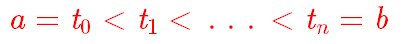 a = t₀ < t₁ < . . . < tₙ = b